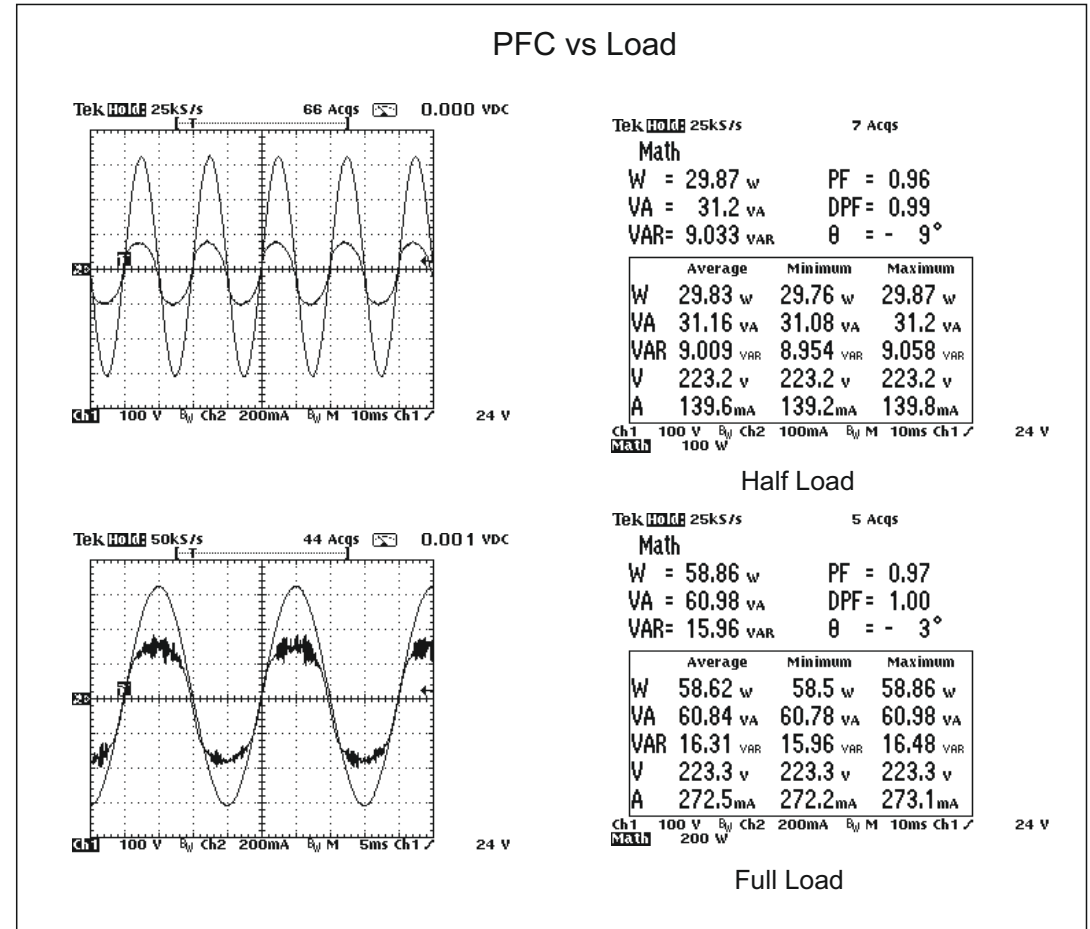 PFC vs Load
Tek Hold: 25kS/s 66 Acqs 0.000 VDC
T
1
2
Ch1 100 V BW Ch2 200mA BW M 10ms Ch1 24 V
Tek Hold: 25kS/s 7 Acqs
Math
W = 29.87 W PF = 0.96
VA = 31.2 VA DPF= 0.99
VAR= 9.033 VAR θ = - 9°
Average Minimum Maximum
W 29.83 W 29.76 W 29.87 W
VA 31.16 VA 31.08 VA 31.2 VA
VAR 9.009 VAR 8.954 VAR 9.058 VAR
V 223.2 V 223.2 V 223.2 V
A 139.6mA 139.2mA 139.8mA
Ch1 100 V BW Ch2 100mA BW M 10ms Ch1 24 V
Math 100 W
Half Load
Tek Hold: 50kS/s 44 Acqs 0.001 VDC
T
2
Ch1 100 V BW Ch2 200mA BW M 5ms Ch1 24 V
Tek Hold: 25kS/s 5 Acqs
Math
W = 58.86 W PF = 0.97
VA = 60.98 VA DPF= 1.00
VAR= 15.96 VAR θ = - 3°
Average Minimum Maximum
W 58.62 W 58.5 W 58.86 W
VA 60.84 VA 60.78 VA 60.98 VA
VAR 16.31 VAR 15.96 VAR 16.48 VAR
V 223.3 V 223.3 V 223.3 V
A 272.5mA 272.2mA 273.1mA
Ch1 100 V BW Ch2 200mA BW M 10ms Ch1 24 V
Math 200 W
Full Load